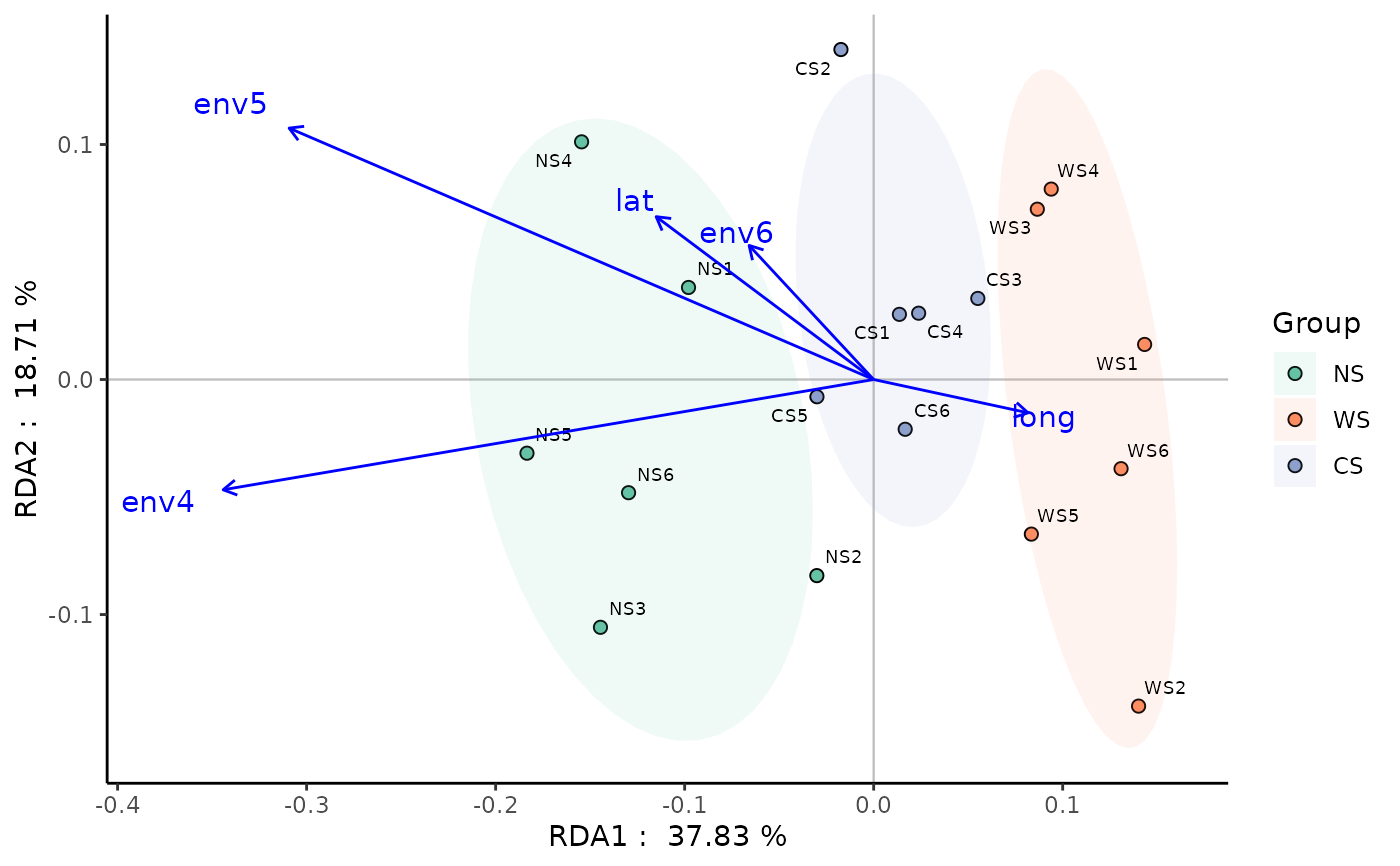 CS2
env5
0.1
NS4
WS4
lat
WS3
env6
NS1
CS3
Group
CS1
CS4
WS1
NS
0.0
CS5
CS6
long
WS
NS5
WS6
CS
NS6
env4
WS5
NS2
NS3
-0.1
WS2
-0.4
-0.3
-0.2
-0.1
0.0
0.1
RDA1 : 37.83 %
RDA2 : 18.71 %